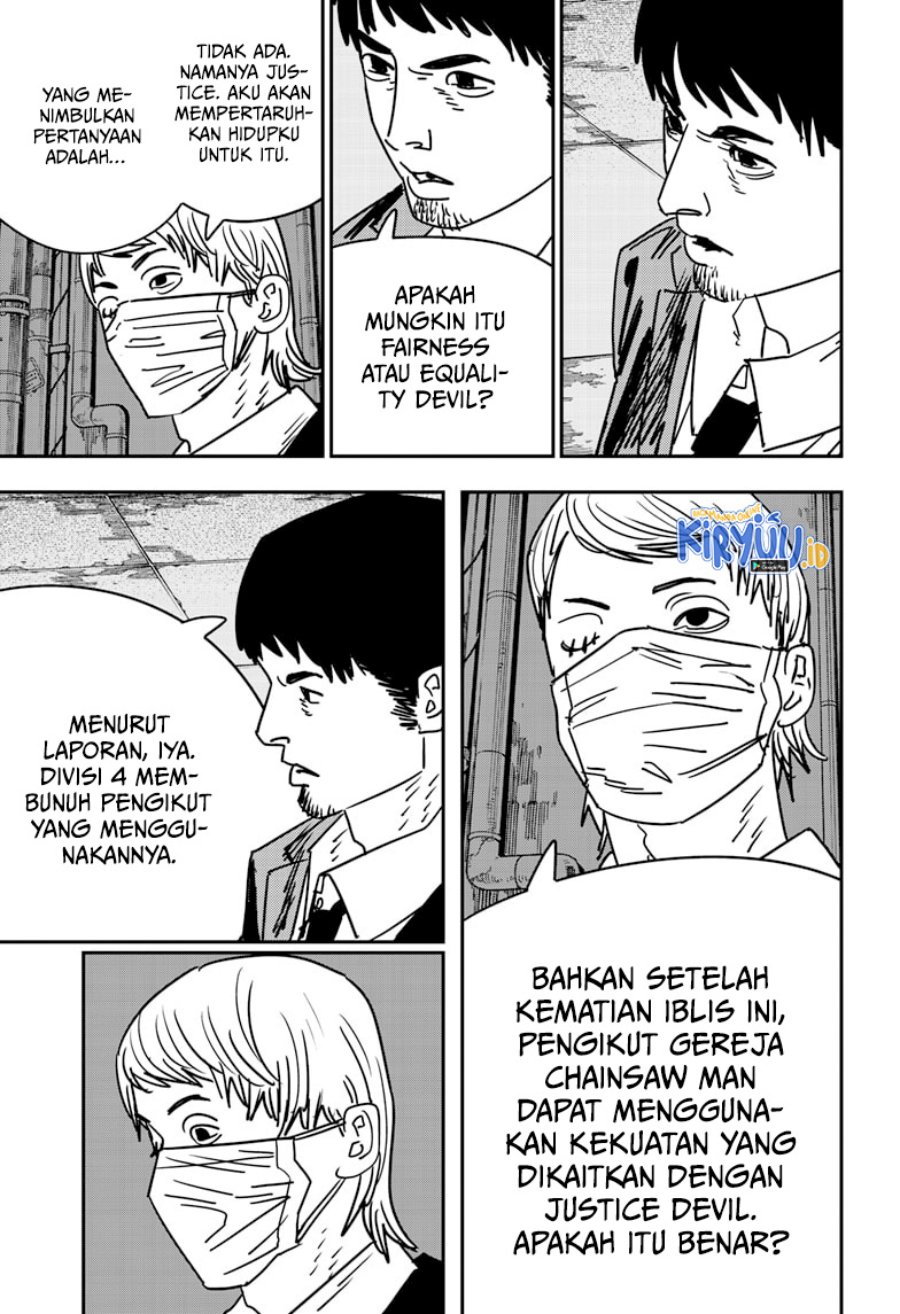 APAKAH
MUNGKIN ITU
FAIRNESS
ATAU EQUALI-
TY DEVIL?
TIDAK ADA.
NAMANYA JUS-
TICE. AKU AKAN
MEMPERTARUH-
KAN HIDUPKU
UNTUK ITU.
YANG ME-
NIMBULKAN
PERTANYAAN
ADALAH...
KIRYUU.id
BAHKAN SETELAH
KEMATIAN IBLIS INI,
PENGIKUT GEREJA
CHAINSAW MAN
DAPAT MENGGUNA-
KAN KEKUATAN YANG
DIKAITKAN DENGAN
JUSTICE DEVIL.
APAKAH ITU BENAR?
MENURUT
LAPORAN, IYA.
DIVISI 4 MEM-
BUNUH PENGIKUT
YANG MENGGU-
NAKANNYA.